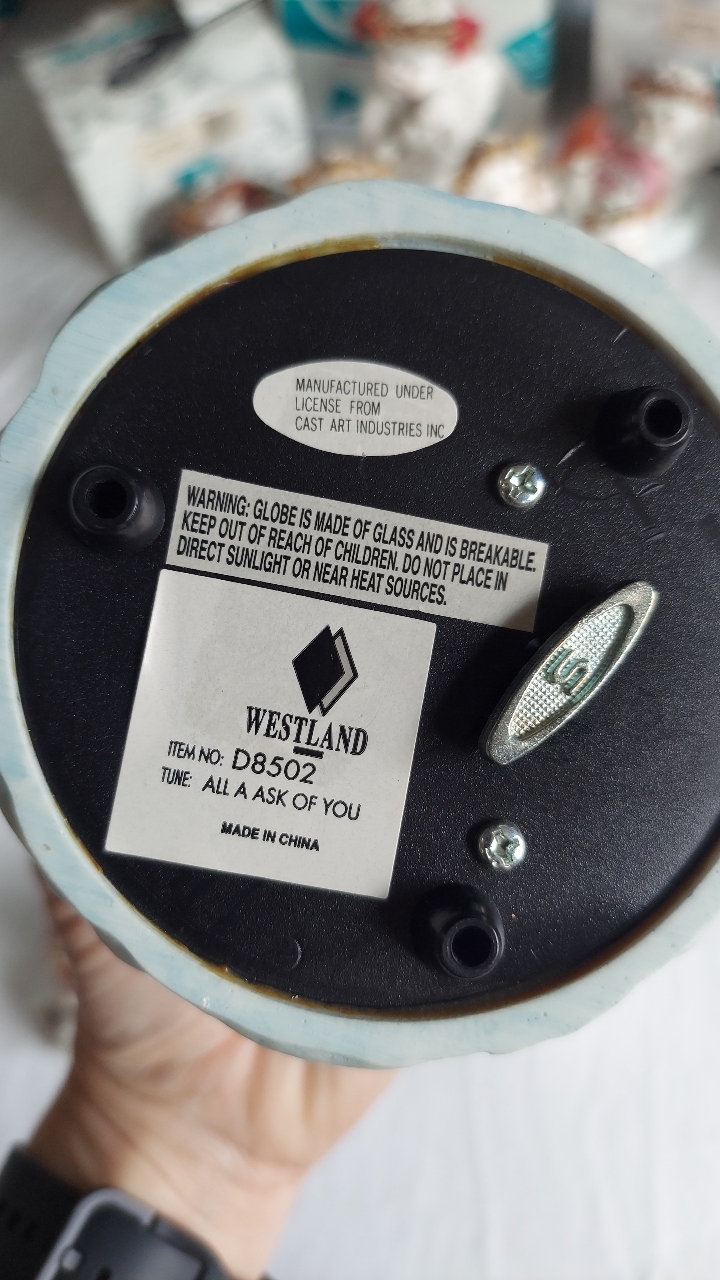 MANUFACTURED UNDER
LICENSE FROM
CAST ART INDUSTRIES INC
WARNING: GLOBE IS MADE OF GLASS AND IS BREAKABLE.
KEEP OUT OF REACH OF CHILDREN. DO NOT PLACE IN
DIRECT SUNLIGHT OR NEAR HEAT SOURCES.
WESTLAND
ITEM NO: D8502
TUNE: ALL A ASK OF YOU
MADE IN CHINA